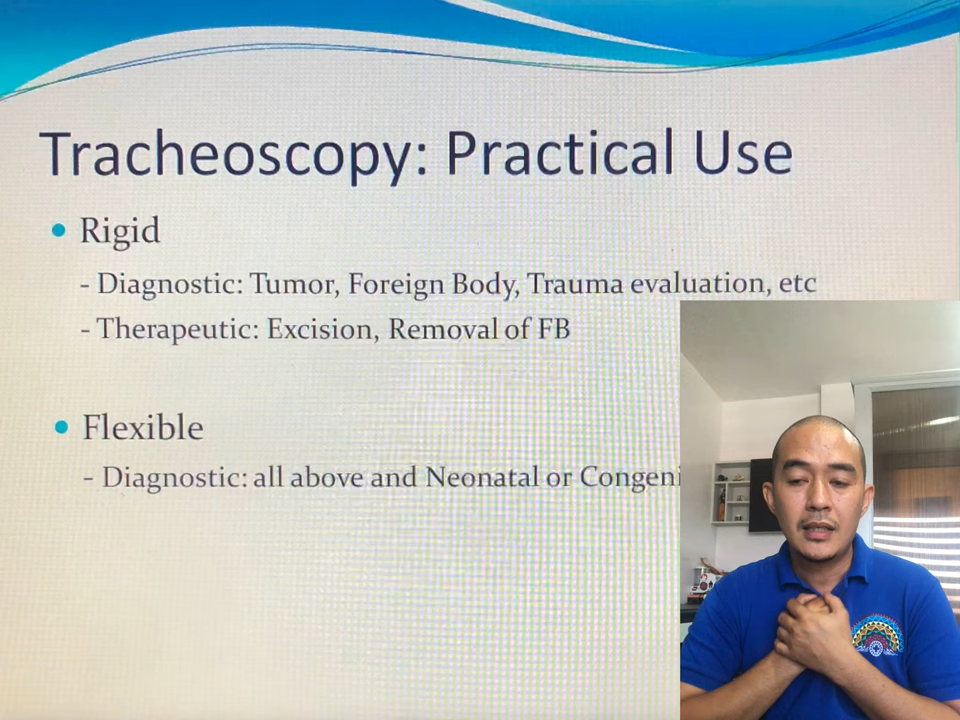 Tracheoscopy: Practical Use
Rigid
- Diagnostic: Tumor, Foreign Body, Trauma evaluation, etc
- Therapeutic: Excision, Removal of FB
Flexible
- Diagnostic: all above and Neonatal or